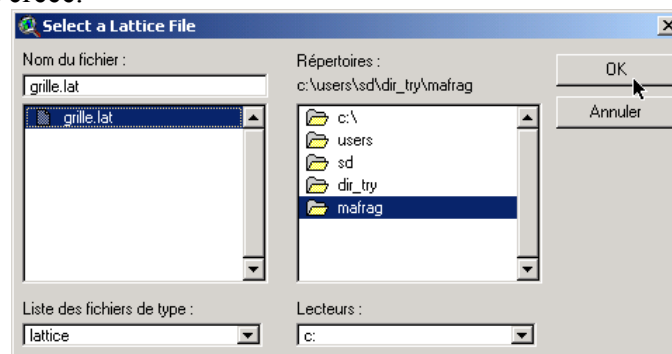 Select a Lattice File
Nom du fichier :
grille.lat
grille.lat
Liste des fichiers de type :
lattice
Répertoires :
c:\users\sd\dir_try\mafrag
c:\
users
sd
dir_try
mafrag
Lecteurs :
c:
OK
Annuler